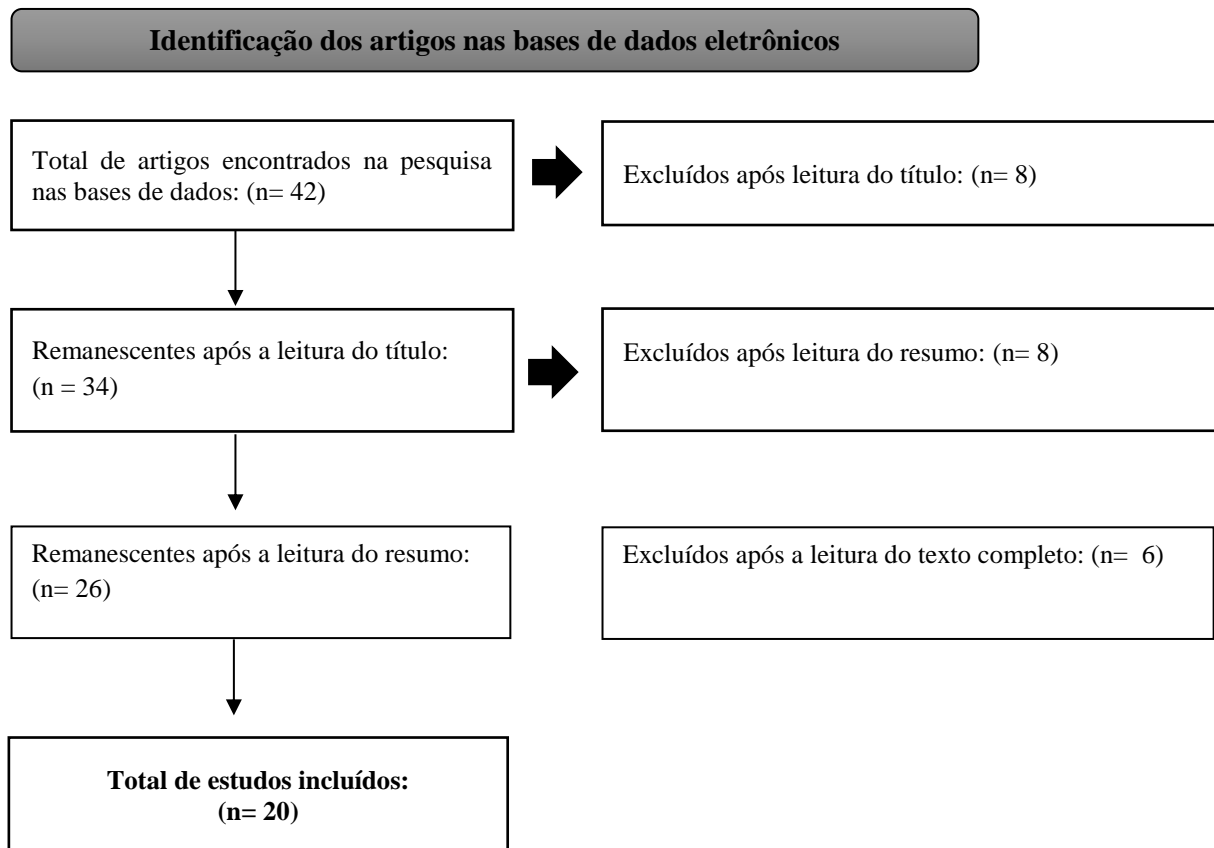 Identificação dos artigos nas bases de dados eletrônicos
Total de artigos encontrados na pesquisa
nas bases de dados: (n= 42)
Excluídos após leitura do título: (n= 8)
Remanescentes após a leitura do título:
(n = 34)
Excluídos após leitura do resumo: (n= 8)
Remanescentes após a leitura do resumo:
(n= 26)
Excluídos após a leitura do texto completo: (n=  6)
Total de estudos incluídos:
(n= 20)